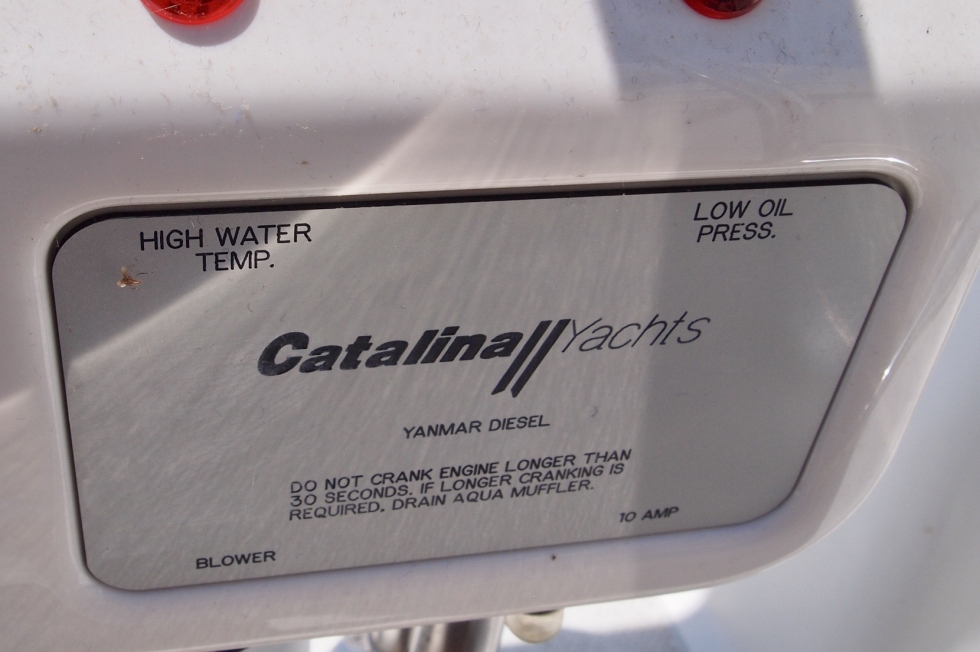 HIGH WATER
TEMP.
LOW OIL
PRESS.
Catalina Yachts
YANMAR DIESEL
DO NOT CRANK ENGINE LONGER THAN
30 SECONDS. IF LONGER CRANKING IS
REQUIRED, DRAIN AQUA MUFFLER.
10 AMP
BLOWER